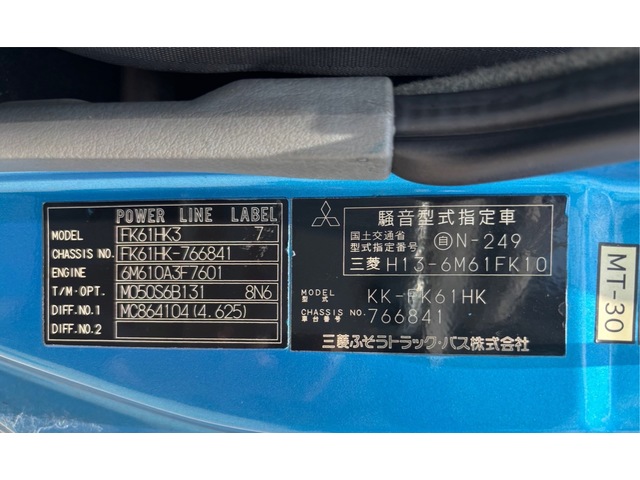 POWER LINE LABEL
MODEL FK61HK3 7
CHASSIS NO. FK61HK-766841
ENGINE 6M610A3F7601
T/M·OPT. M050S6B131 8N6
DIFF.NO.1 MC864104(4.625)
DIFF.NO.2
騒音型式指定車
国土交通省
型式指定番号 自N-249
三菱 H13-6M61FK10
MODEL
型式 KK-FK61HK
CHASSIS NO.
車台番号 766841
三菱ふそうトラック・バス株式会社
MT-30